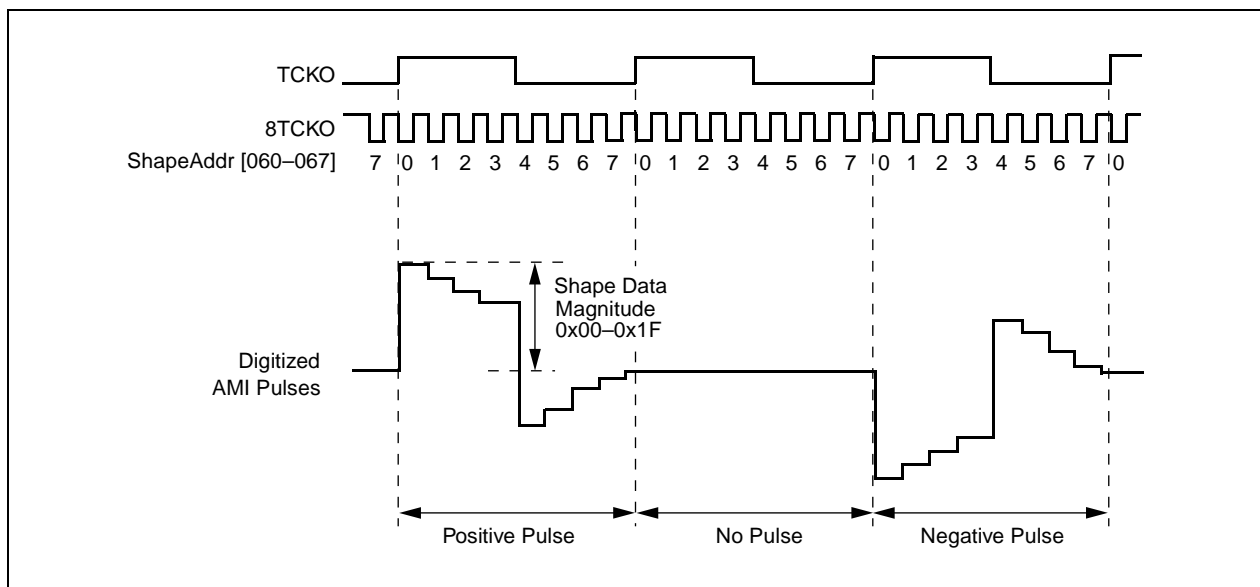 TCKO
8TCKO
ShapeAddr [060–067] 7 0 1 2 3 4 5 6 7 0 1 2 3 4 5 6 7 0 1 2 3 4 5 6 7 0
Shape Data
Magnitude
0x00–0x1F
Digitized
AMI Pulses
Positive Pulse No Pulse Negative Pulse